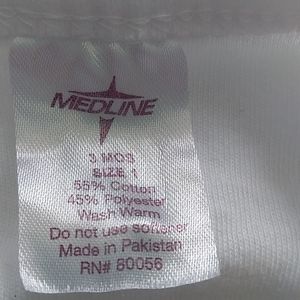 MEDLINE
3 MOS
SIZE 1
55% Cotton
45% Polyester
Wash Warm
Do not use softener
Made in Pakistan
RN# 80056